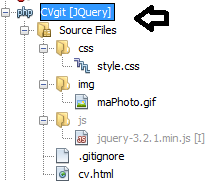 php CVgit [JQuery]
Source Files
css
style.css
img
maPhoto.gif
js
jquery-3.2.1.min.js [I]
.gitignore
cv.html